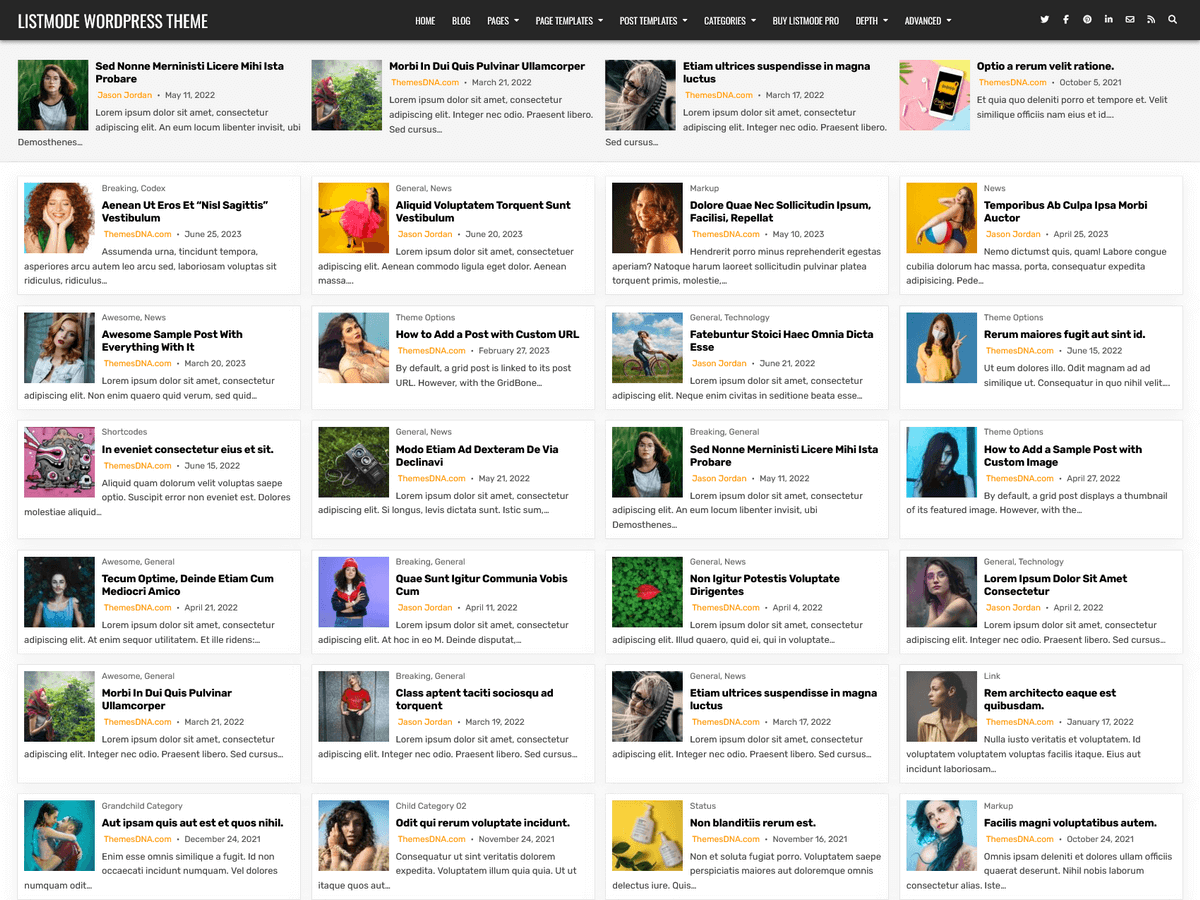 LISTMODE WORDPRESS THEME
HOME BLOG PAGES PAGE TEMPLATES POST TEMPLATES CATEGORIES BUY LISTMODE PRO DEPTH ADVANCED
Sed Nonne Merninisti Licere Mihi Ista
Probare
Jason Jordan • May 11, 2022
Lorem ipsum dolor sit amet, consectetur
adipiscing elit. An eum locum libenter invisit, ubi
Demosthenes…
Morbi In Dui Quis Pulvinar Ullamcorper
ThemesDNA.com • March 21, 2022
Lorem ipsum dolor sit amet, consectetur
adipiscing elit. Integer nec odio. Praesent libero.
Sed cursus…
Etiam ultrices suspendisse in magna
luctus
ThemesDNA.com • March 17, 2022
Lorem ipsum dolor sit amet, consectetur
adipiscing elit. Integer nec odio. Praesent libero.
Sed cursus…
Optio a rerum velit ratione.
ThemesDNA.com • October 5, 2021
Et quia quo deleniti porro et tempore et. Velit
similique officiis nam eius et id….
Breaking, Codex
Aenean Ut Eros Et “Nisl Sagittis”
Vestibulum
ThemesDNA.com • June 25, 2023
Assumenda urna, tincidunt tempora,
asperiores arcu autem leo arcu sed, laboriosam voluptas sit
ridiculus, ridiculus…
General, News
Aliquid Voluptatem Torquent Sunt
Vestibulum
Jason Jordan • June 20, 2023
Lorem ipsum dolor sit amet, consectetuer
adipiscing elit. Aenean commodo ligula eget dolor. Aenean
massa….
Markup
Dolore Quae Nec Sollicitudin Ipsum,
Facilisi, Repellat
ThemesDNA.com • May 10, 2023
Hendrerit porro minus reprehenderit egestas
aperiam? Natoque harum laoreet sollicitudin pulvinar platea
torquent primis, molestie,…
News
Temporibus Ab Culpa Ipsa Morbi
Auctor
Jason Jordan • April 25, 2023
Nemo dictumst quis, quam! Labore congue
cubilia dolorum hac massa, porta, consequatur expedita
adipisicing. Pede…
Awesome, News
Awesome Sample Post With
Everything With It
ThemesDNA.com • March 20, 2023
Lorem ipsum dolor sit amet, consectetur
adipiscing elit. Non enim quaero quid verum, sed quid…
Theme Options
How to Add a Post with Custom URL
ThemesDNA.com • February 27, 2023
By default, a grid post is linked to its post
URL. However, with the GridBone…
General, Technology
Fatebuntur Stoici Haec Omnia Dicta
Esse
Jason Jordan • June 21, 2022
Lorem ipsum dolor sit amet, consectetur
adipiscing elit. Neque enim civitas in seditione beata esse…
Theme Options
Rerum maiores fugit aut sint id.
ThemesDNA.com • June 15, 2022
Ut eum dolores illo. Odit magnam ad ad
similique ut. Consequatur in quo nihil velit….
Shortcodes
In eveniet consectetur eius et sit.
ThemesDNA.com • June 15, 2022
Aliquid quam dolorum velit voluptas saepe
optio. Suscipit error non eveniet est. Dolores
molestiae aliquid…
General, News
Modo Etiam Ad Dexteram De Via
Declinavi
ThemesDNA.com • May 21, 2022
Lorem ipsum dolor sit amet, consectetur
adipiscing elit. Si longus, levis dictata sunt. Istic sum,…
Breaking, General
Sed Nonne Merninisti Licere Mihi Ista
Probare
Jason Jordan • May 11, 2022
Lorem ipsum dolor sit amet, consectetur
adipiscing elit. An eum locum libenter invisit, ubi
Demosthenes…
Theme Options
How to Add a Sample Post with
Custom Image
ThemesDNA.com • April 27, 2022
By default, a grid post displays a thumbnail
of its featured image. However, with the…
Awesome, General
Tecum Optime, Deinde Etiam Cum
Mediocri Amico
ThemesDNA.com • April 21, 2022
Lorem ipsum dolor sit amet, consectetur
adipiscing elit. At enim sequor utilitatem. Et ille ridens:…
Breaking, General
Quae Sunt Igitur Communia Vobis
Cum
Jason Jordan • April 11, 2022
Lorem ipsum dolor sit amet, consectetur
adipiscing elit. At hoc in eo M. Deinde disputat,…
General, News
Non Igitur Potestis Voluptate
Dirigentes
ThemesDNA.com • April 4, 2022
Lorem ipsum dolor sit amet, consectetur
adipiscing elit. Illud quaero, quid ei, qui in voluptate…
General, Technology
Lorem Ipsum Dolor Sit Amet
Consectetur
Jason Jordan • April 2, 2022
Lorem ipsum dolor sit amet, consectetur
adipiscing elit. Integer nec odio. Praesent libero. Sed cursus…
Awesome, General
Morbi In Dui Quis Pulvinar
Ullamcorper
ThemesDNA.com • March 21, 2022
Lorem ipsum dolor sit amet, consectetur
adipiscing elit. Integer nec odio. Praesent libero. Sed cursus…
Breaking, General
Class aptent taciti sociosqu ad
torquent
Jason Jordan • March 19, 2022
Lorem ipsum dolor sit amet, consectetur
adipiscing elit. Integer nec odio. Praesent libero. Sed cursus…
General, News
Etiam ultrices suspendisse in magna
luctus
ThemesDNA.com • March 17, 2022
Lorem ipsum dolor sit amet, consectetur
adipiscing elit. Integer nec odio. Praesent libero. Sed cursus…
Link
Rem architecto eaque est
quibusdam.
ThemesDNA.com • January 17, 2022
Nulla iusto veritatis et voluptatem. Id
voluptatem voluptatem voluptas facilis itaque. Eius aut
incidunt laboriosam…
Grandchild Category
Aut ipsam quis aut est et quos nihil.
ThemesDNA.com • December 24, 2021
Enim esse omnis similique a fugit. Id non
occaecati incidunt numquam. Vel dolores
numquam odit…
Child Category 02
Odit qui rerum voluptate incidunt.
ThemesDNA.com • November 24, 2021
Consequatur ut sint veritatis dolorem
expedita. Voluptatem illum quia quia. Ut ut
itaque quos aut…
Status
Non blanditiis rerum est.
ThemesDNA.com • November 16, 2021
Non et soluta fugiat porro. Voluptatem saepe
perspiciatis maiores aut doloremque omnis
delectus iure. Quis…
Markup
Facilis magni voluptatibus autem.
ThemesDNA.com • October 24, 2021
Omnis ipsam deleniti et dolores ullam officiis
quaerat deserunt. Nihil nobis laborum
consectetur alias. Iste…